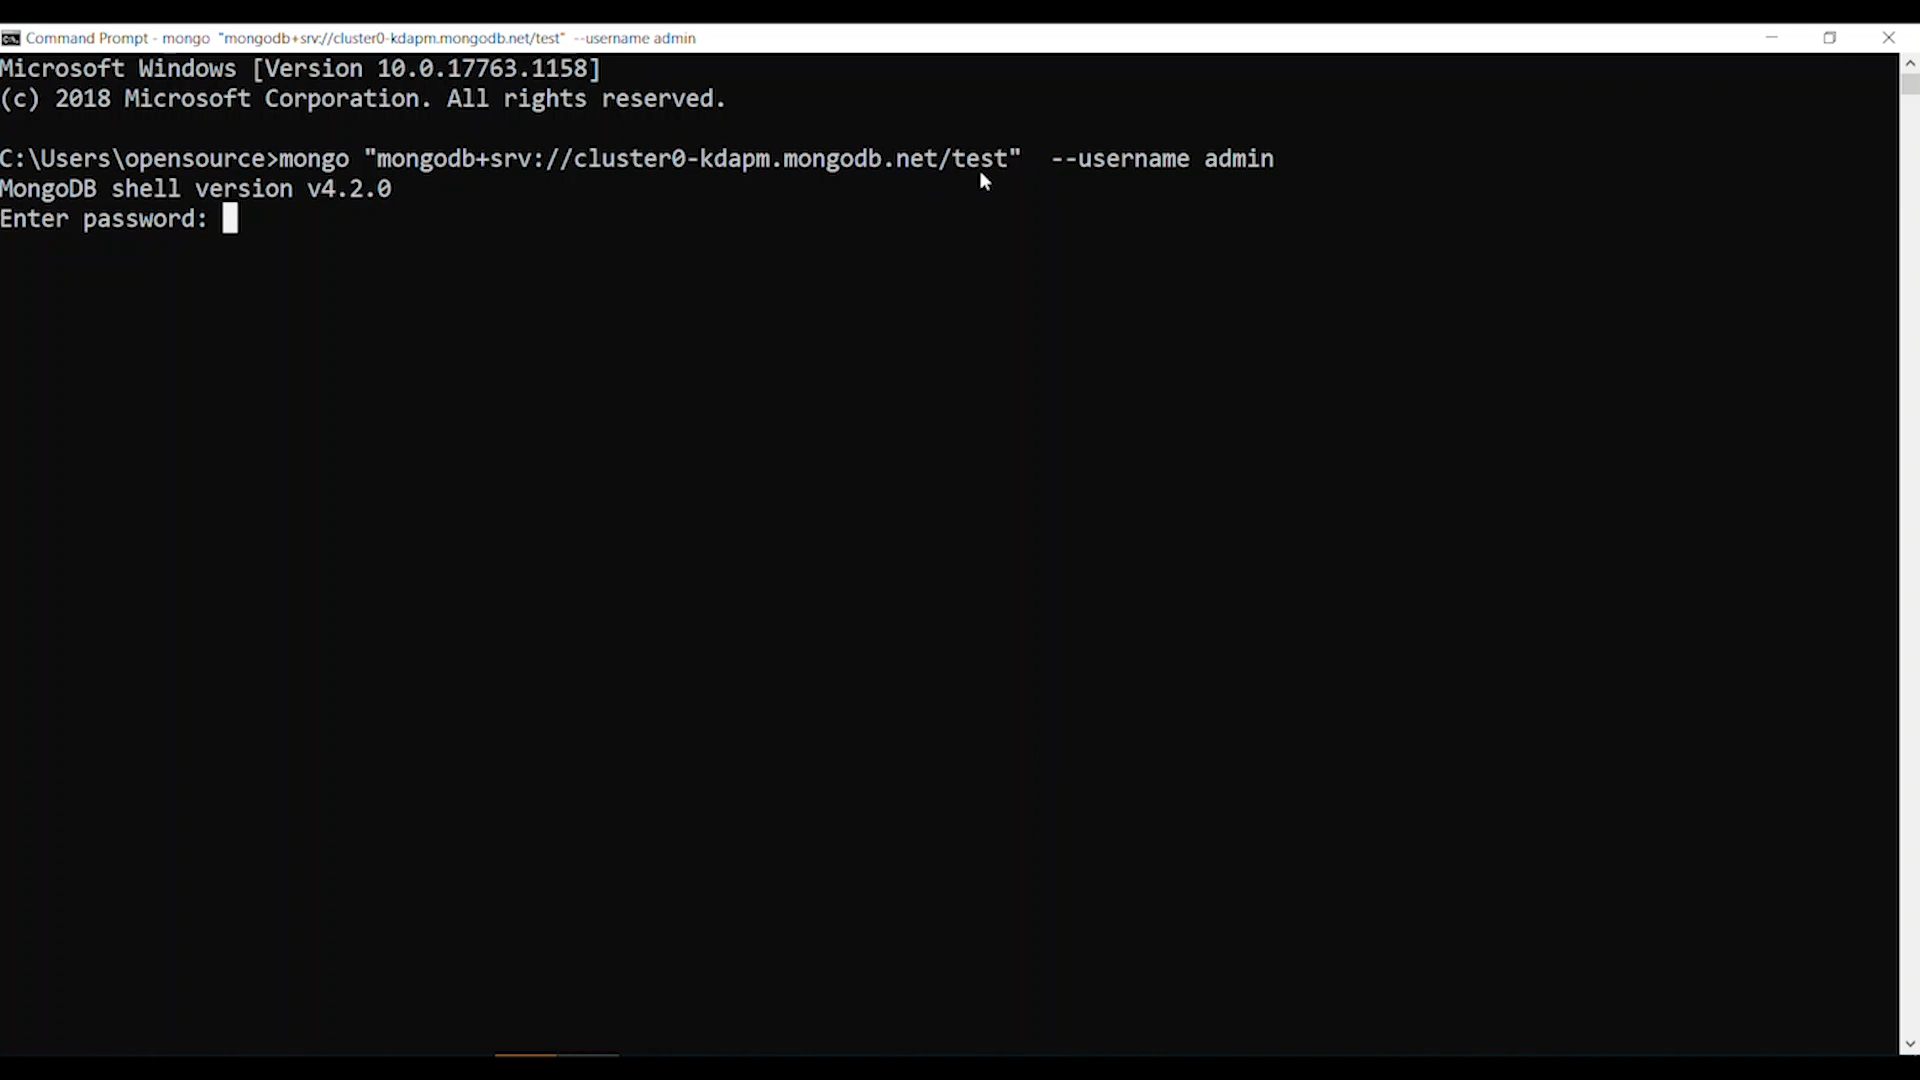 Command Prompt - mongo  "mongodb+srv://cluster0-kdapm.mongodb.net/test"  --username admin
Microsoft Windows [Version 10.0.17763.1158]
(c) 2018 Microsoft Corporation. All rights reserved.
C:\Users\opensource>mongo "mongodb+srv://cluster0-kdapm.mongodb.net/test"  --username admin
MongoDB shell version v4.2.0
Enter password: